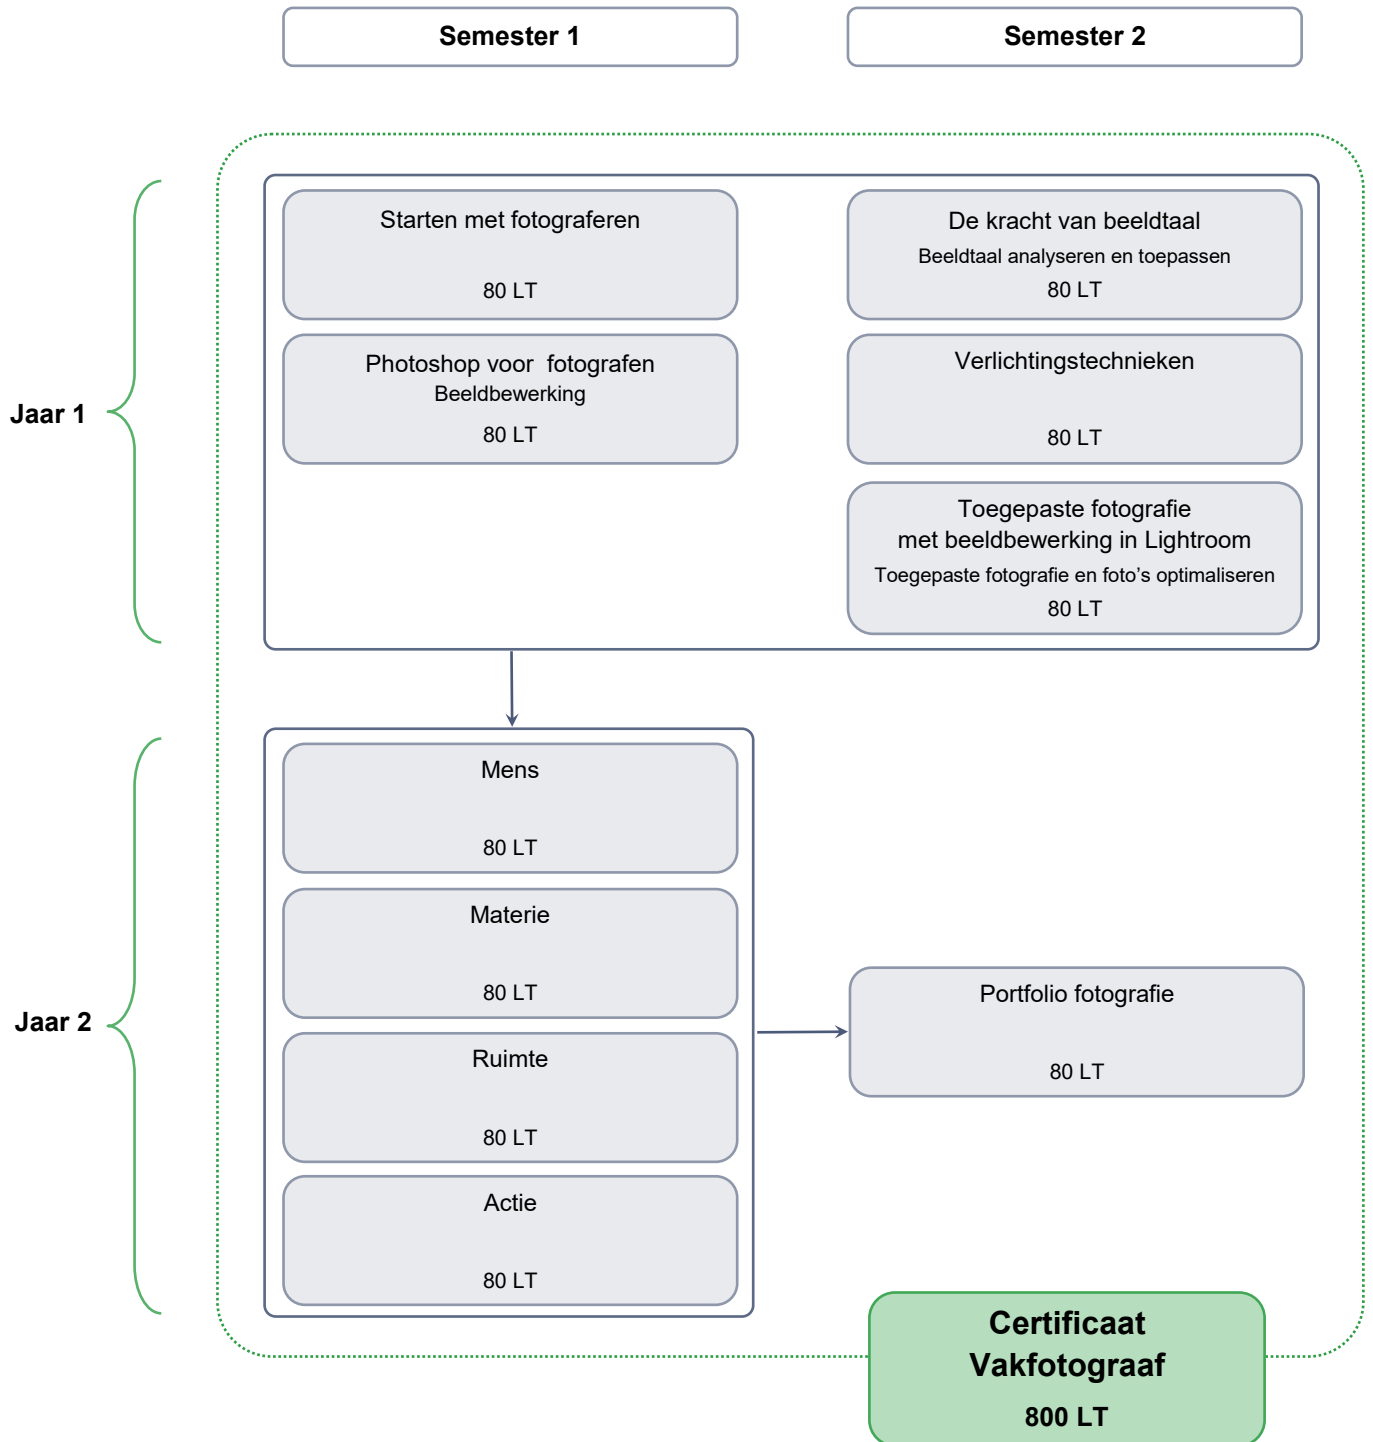 Semester 1
Semester 2
Jaar 1
Starten met fotograferen
80 LT
De kracht van beeldtaal
Beeldtaal analyseren en toepassen
80 LT
Photoshop voor fotografen
Beeldbewerking
80 LT
Verlichtingstechnieken
80 LT
Toegepaste fotografie
met beeldbewerking in Lightroom
Toegepaste fotografie en foto’s optimaliseren
80 LT
Jaar 2
Mens
80 LT
Materie
80 LT
Ruimte
80 LT
Actie
80 LT
Portfolio fotografie
80 LT
Certificaat
Vakfotograaf
800 LT